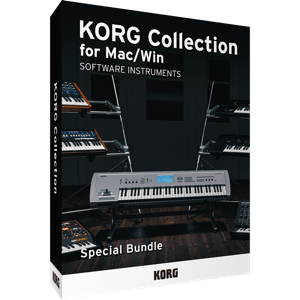 KORG Collection
for Mac/Win
SOFTWARE INSTRUMENTS
KORG Collection
Special Bundle
KORG